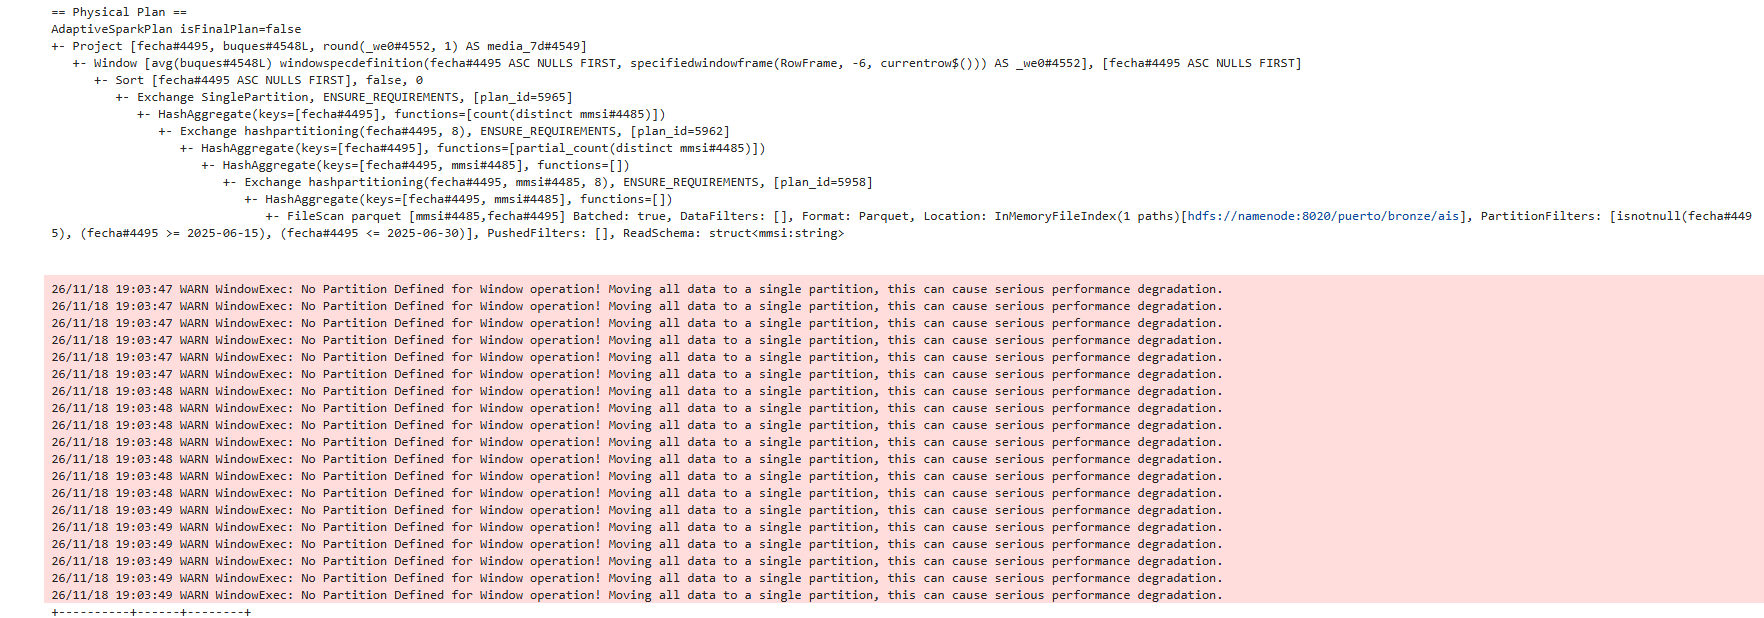 == Physical Plan ==
AdaptiveSparkPlan isFinalPlan=false
+- Project [fecha#4495, buques#4548L, round(_we0#4552, 1) AS media_7d#4549]
   +- Window [avg(buques#4548L) windowspecdefinition(fecha#4495 ASC NULLS FIRST, specifiedwindowframe(RowFrame, -6, currentrow$())) AS _we0#4552], [fecha#4495 ASC NULLS FIRST]
      +- Sort [fecha#4495 ASC NULLS FIRST], false, 0
         +- Exchange SinglePartition, ENSURE_REQUIREMENTS, [plan_id=5965]
            +- HashAggregate(keys=[fecha#4495], functions=[count(distinct mmsi#4485)])
               +- Exchange hashpartitioning(fecha#4495, 8), ENSURE_REQUIREMENTS, [plan_id=5962]
                  +- HashAggregate(keys=[fecha#4495], functions=[partial_count(distinct mmsi#4485)])
                     +- HashAggregate(keys=[fecha#4495, mmsi#4485], functions=[])
                        +- Exchange hashpartitioning(fecha#4495, mmsi#4485, 8), ENSURE_REQUIREMENTS, [plan_id=5958]
                           +- HashAggregate(keys=[fecha#4495, mmsi#4485], functions=[])
                              +- FileScan parquet [mmsi#4485,fecha#4495] Batched: true, DataFilters: [], Format: Parquet, Location: InMemoryFileIndex(1 paths)[hdfs://namenode:8020/puerto/bronze/ais], PartitionFilters: [isnotnull(fecha#449
5), (fecha#4495 >= 2025-06-15), (fecha#4495 <= 2025-06-30)], PushedFilters: [], ReadSchema: struct<mmsi:string>
26/11/18 19:03:47 WARN WindowExec: No Partition Defined for Window operation! Moving all data to a single partition, this can cause serious performance degradation.
26/11/18 19:03:47 WARN WindowExec: No Partition Defined for Window operation! Moving all data to a single partition, this can cause serious performance degradation.
26/11/18 19:03:47 WARN WindowExec: No Partition Defined for Window operation! Moving all data to a single partition, this can cause serious performance degradation.
26/11/18 19:03:47 WARN WindowExec: No Partition Defined for Window operation! Moving all data to a single partition, this can cause serious performance degradation.
26/11/18 19:03:47 WARN WindowExec: No Partition Defined for Window operation! Moving all data to a single partition, this can cause serious performance degradation.
26/11/18 19:03:47 WARN WindowExec: No Partition Defined for Window operation! Moving all data to a single partition, this can cause serious performance degradation.
26/11/18 19:03:48 WARN WindowExec: No Partition Defined for Window operation! Moving all data to a single partition, this can cause serious performance degradation.
26/11/18 19:03:48 WARN WindowExec: No Partition Defined for Window operation! Moving all data to a single partition, this can cause serious performance degradation.
26/11/18 19:03:48 WARN WindowExec: No Partition Defined for Window operation! Moving all data to a single partition, this can cause serious performance degradation.
26/11/18 19:03:48 WARN WindowExec: No Partition Defined for Window operation! Moving all data to a single partition, this can cause serious performance degradation.
26/11/18 19:03:48 WARN WindowExec: No Partition Defined for Window operation! Moving all data to a single partition, this can cause serious performance degradation.
26/11/18 19:03:48 WARN WindowExec: No Partition Defined for Window operation! Moving all data to a single partition, this can cause serious performance degradation.
26/11/18 19:03:48 WARN WindowExec: No Partition Defined for Window operation! Moving all data to a single partition, this can cause serious performance degradation.
26/11/18 19:03:49 WARN WindowExec: No Partition Defined for Window operation! Moving all data to a single partition, this can cause serious performance degradation.
26/11/18 19:03:49 WARN WindowExec: No Partition Defined for Window operation! Moving all data to a single partition, this can cause serious performance degradation.
26/11/18 19:03:49 WARN WindowExec: No Partition Defined for Window operation! Moving all data to a single partition, this can cause serious performance degradation.
26/11/18 19:03:49 WARN WindowExec: No Partition Defined for Window operation! Moving all data to a single partition, this can cause serious performance degradation.
26/11/18 19:03:49 WARN WindowExec: No Partition Defined for Window operation! Moving all data to a single partition, this can cause serious performance degradation.
26/11/18 19:03:49 WARN WindowExec: No Partition Defined for Window operation! Moving all data to a single partition, this can cause serious performance degradation.
+----------+------+--------+